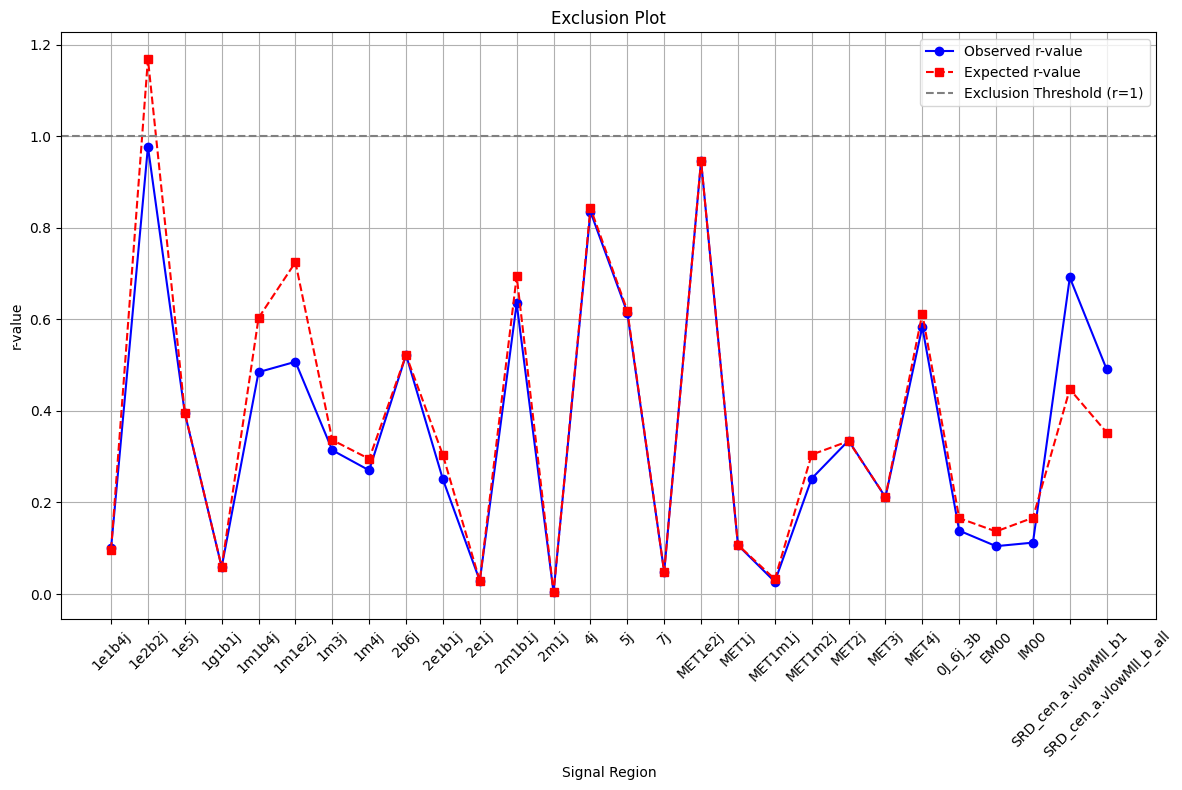 Exclusion Plot
Observed r-value
Expected r-value
Exclusion Threshold (r=1)
1.2
1.0
0.8
0.6
0.4
0.2
0.0
r-value
1e1b4j
1e2b2j
1e5j
1g1b1j
1m1b4j
1m1e2j
1m3j
1m4j
2b6j
2e1b1j
2e1j
2m1b1j
2m1j
4j
5j
7j
MET1e2j
MET1j
MET1m1j
MET1m2j
MET2j
MET3j
MET4j
0J_6j_3b
EM00
IM00
SRD_cen_a.vlowMll_b1
SRD_cen_a.vlowMll_b_all
Signal Region